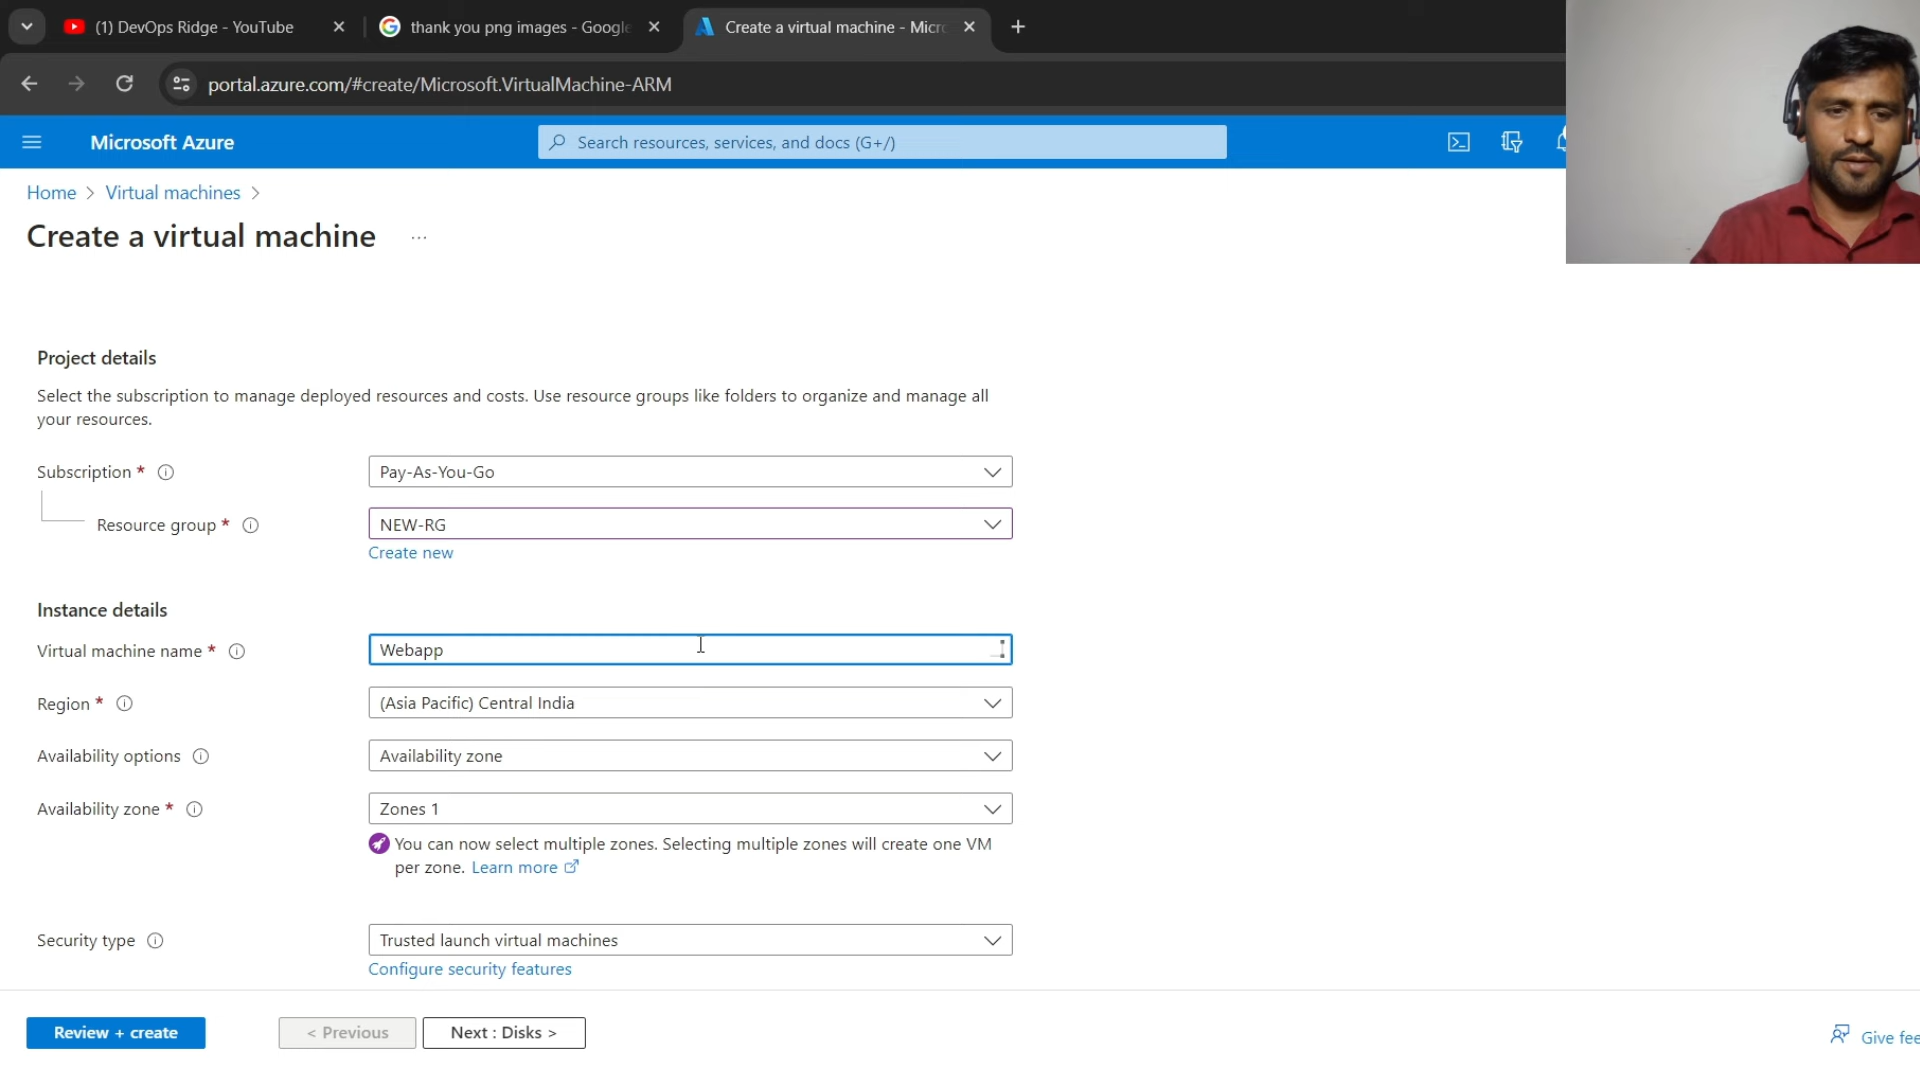 (1) DevOps Ridge - YouTube
thank you png images - Google
Create a virtual machine - Micro
portal.azure.com/#create/Microsoft.VirtualMachine-ARM
Microsoft Azure
Search resources, services, and docs (G+/)
Home > Virtual machines >
Create a virtual machine ...
Project details
Select the subscription to manage deployed resources and costs. Use resource groups like folders to organize and manage all
your resources.
Subscription * Pay-As-You-Go
Resource group * NEW-RG
Create new
Instance details
Virtual machine name * Webapp
Region * (Asia Pacific) Central India
Availability options Availability zone
Availability zone * Zones 1
You can now select multiple zones. Selecting multiple zones will create one VM
per zone. Learn more
Security type Trusted launch virtual machines
Configure security features
Review + create < Previous Next : Disks >
Give fee